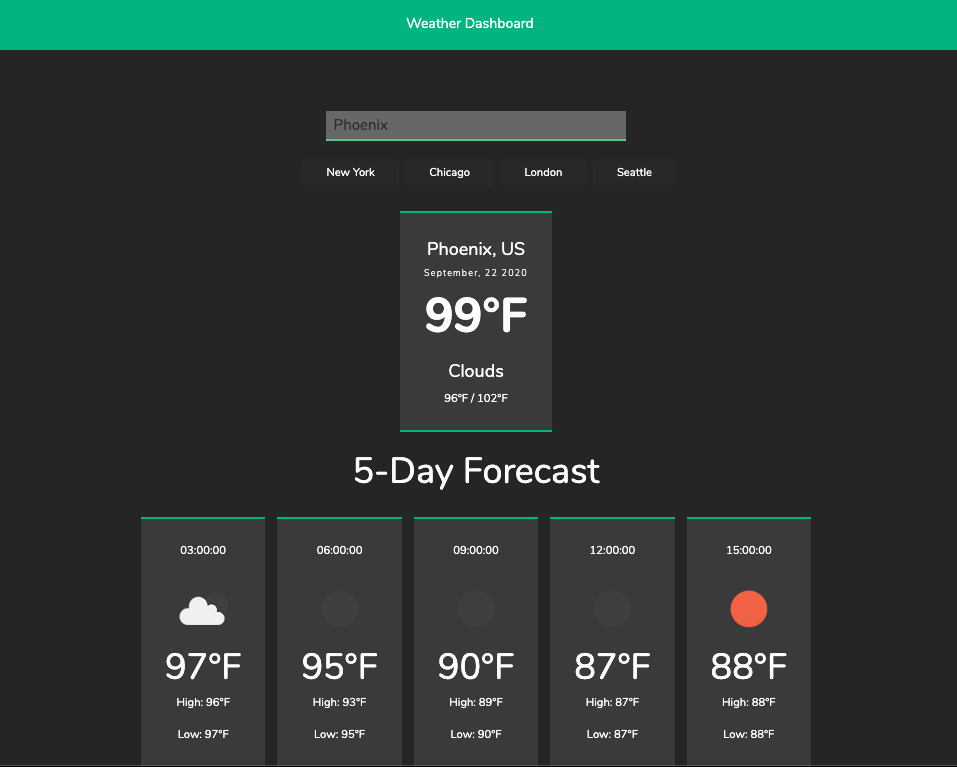 Weather Dashboard
Phoenix
New York Chicago London Seattle
Phoenix, US
September, 22 2020
99°F
Clouds
96°F / 102°F
5-Day Forecast
03:00:00 06:00:00 09:00:00 12:00:00 15:00:00
97°F 95°F 90°F 87°F 88°F
High: 96°F High: 93°F High: 89°F High: 87°F High: 88°F
Low: 97°F Low: 95°F Low: 90°F Low: 87°F Low: 88°F